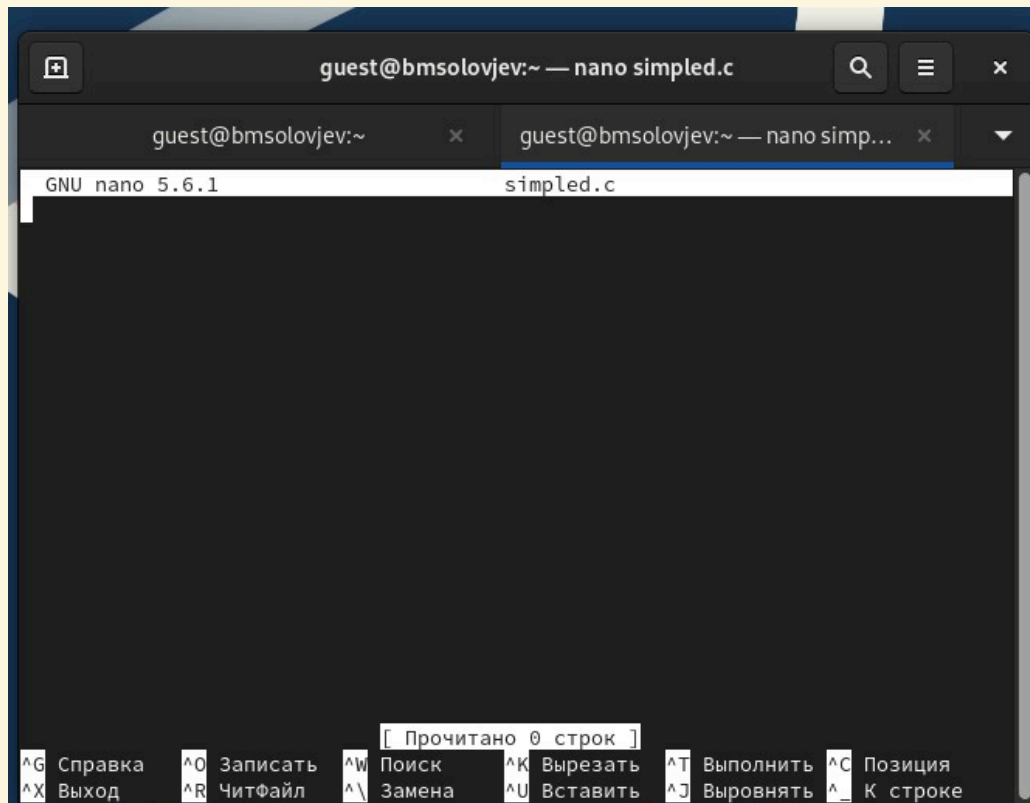 guest@bmsolovjev:~ — nano simpled.c
guest@bmsolovjev:~ guest@bmsolovjev:~ — nano simp...
GNU nano 5.6.1 simpled.c
[ Прочитано 0 строк ]
^G Справка ^O Записать ^W Поиск ^K Вырезать ^T Выполнить ^C Позиция
^X Выход ^R ЧитФайл ^\ Замена ^U Вставить ^J Выровнять ^_ К строке